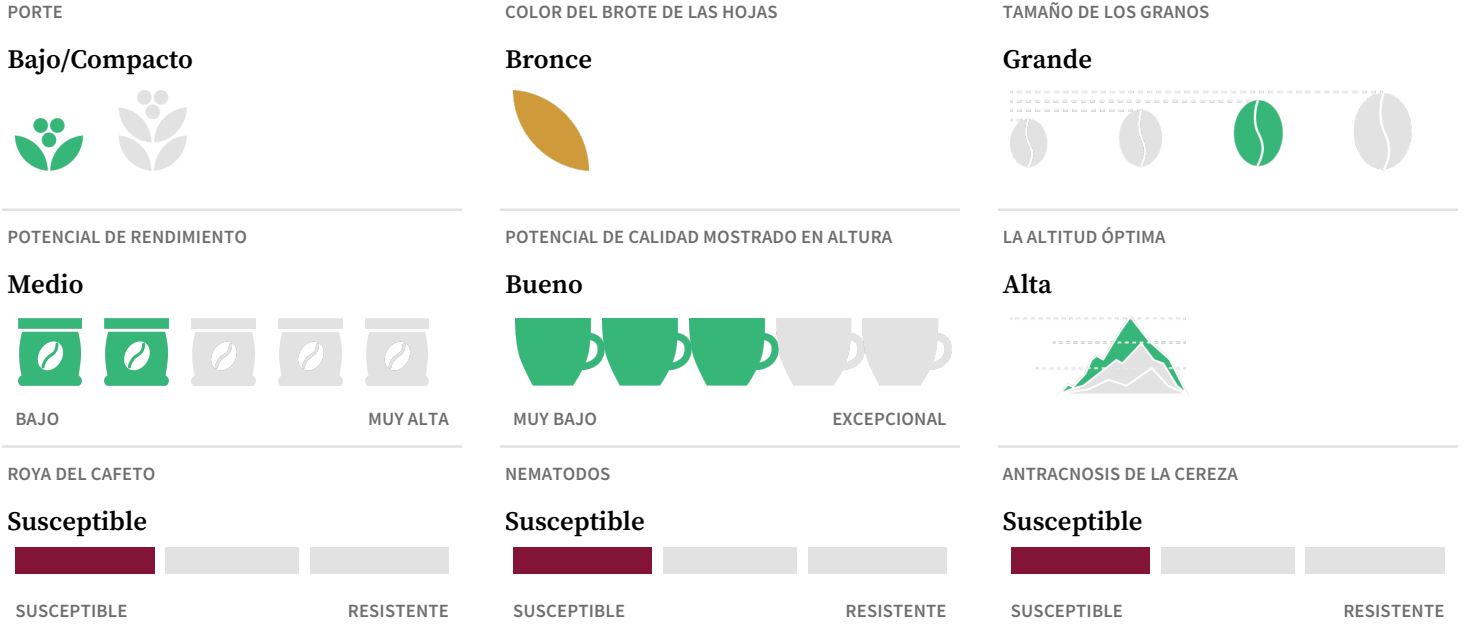 PORTE
Bajo/Compacto
COLOR DEL BROTE DE LAS HOJAS
Bronce
TAMAÑO DE LOS GRANOS
Grande
POTENCIAL DE RENDIMIENTO
Medio
BAJO
MUY ALTA
POTENCIAL DE CALIDAD MOSTRADO EN ALTURA
Bueno
MUY BAJO
EXCEPCIONAL
LA ALTITUD ÓPTIMA
Alta
ROYA DEL CAFETO
Susceptible
SUSCEPTIBLE
RESISTENTE
NEMATODOS
Susceptible
SUSCEPTIBLE
RESISTENTE
ANTRACNOSIS DE LA CEREZA
Susceptible
SUSCEPTIBLE
RESISTENTE